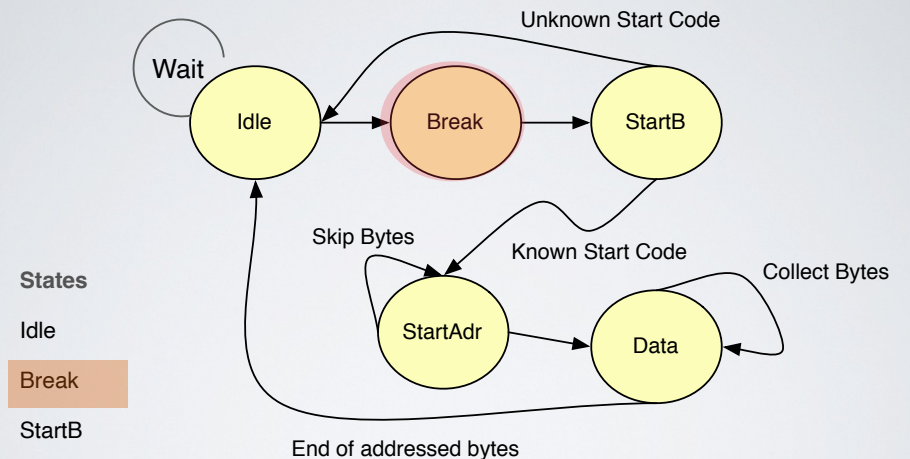 Unknown Start Code
Wait
Idle
Break
StartB
Skip Bytes
Known Start Code
Collect Bytes
StartAdr
Data
End of addressed bytes
States
Idle
Break
StartB